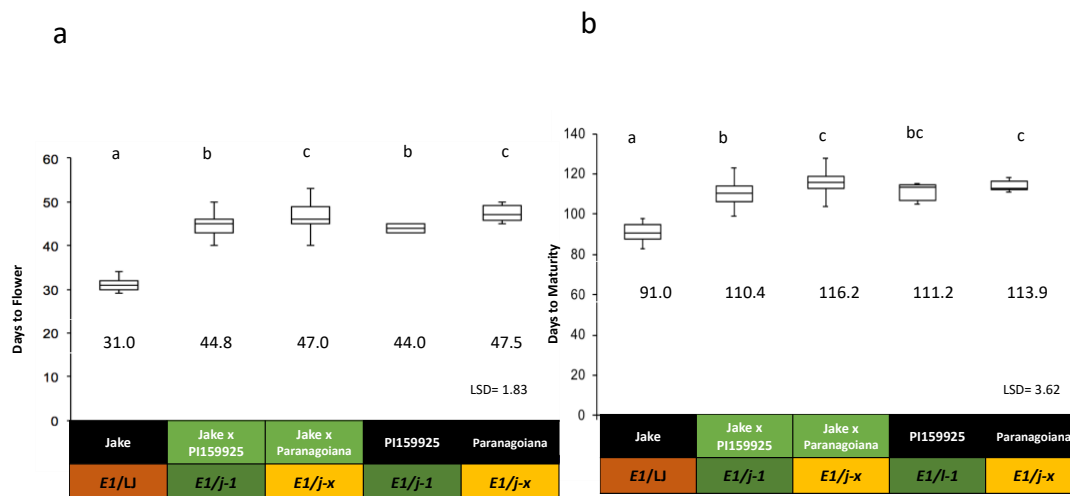 a
Days to Flower
60
50
40
30
20
10
0
a b c b c
31.0 44.8 47.0 44.0 47.5
LSD= 1.83
Jake
Jake x
PI159925
Jake x
Paranagoiana
PI159925
Paranagoiana
E1/LJ E1/j-1 E1/j-x E1/j-1 E1/j-x
b
Days to Maturity
140
120
100
80
60
40
20
0
a b c bc c
91.0 110.4 116.2 111.2 113.9
LSD= 3.62
Jake
Jake x
PI159925
Jake x
Paranagoiana
PI159925
Paranagoiana
E1/LJ E1/j-1 E1/j-x E1/l-1 E1/j-x